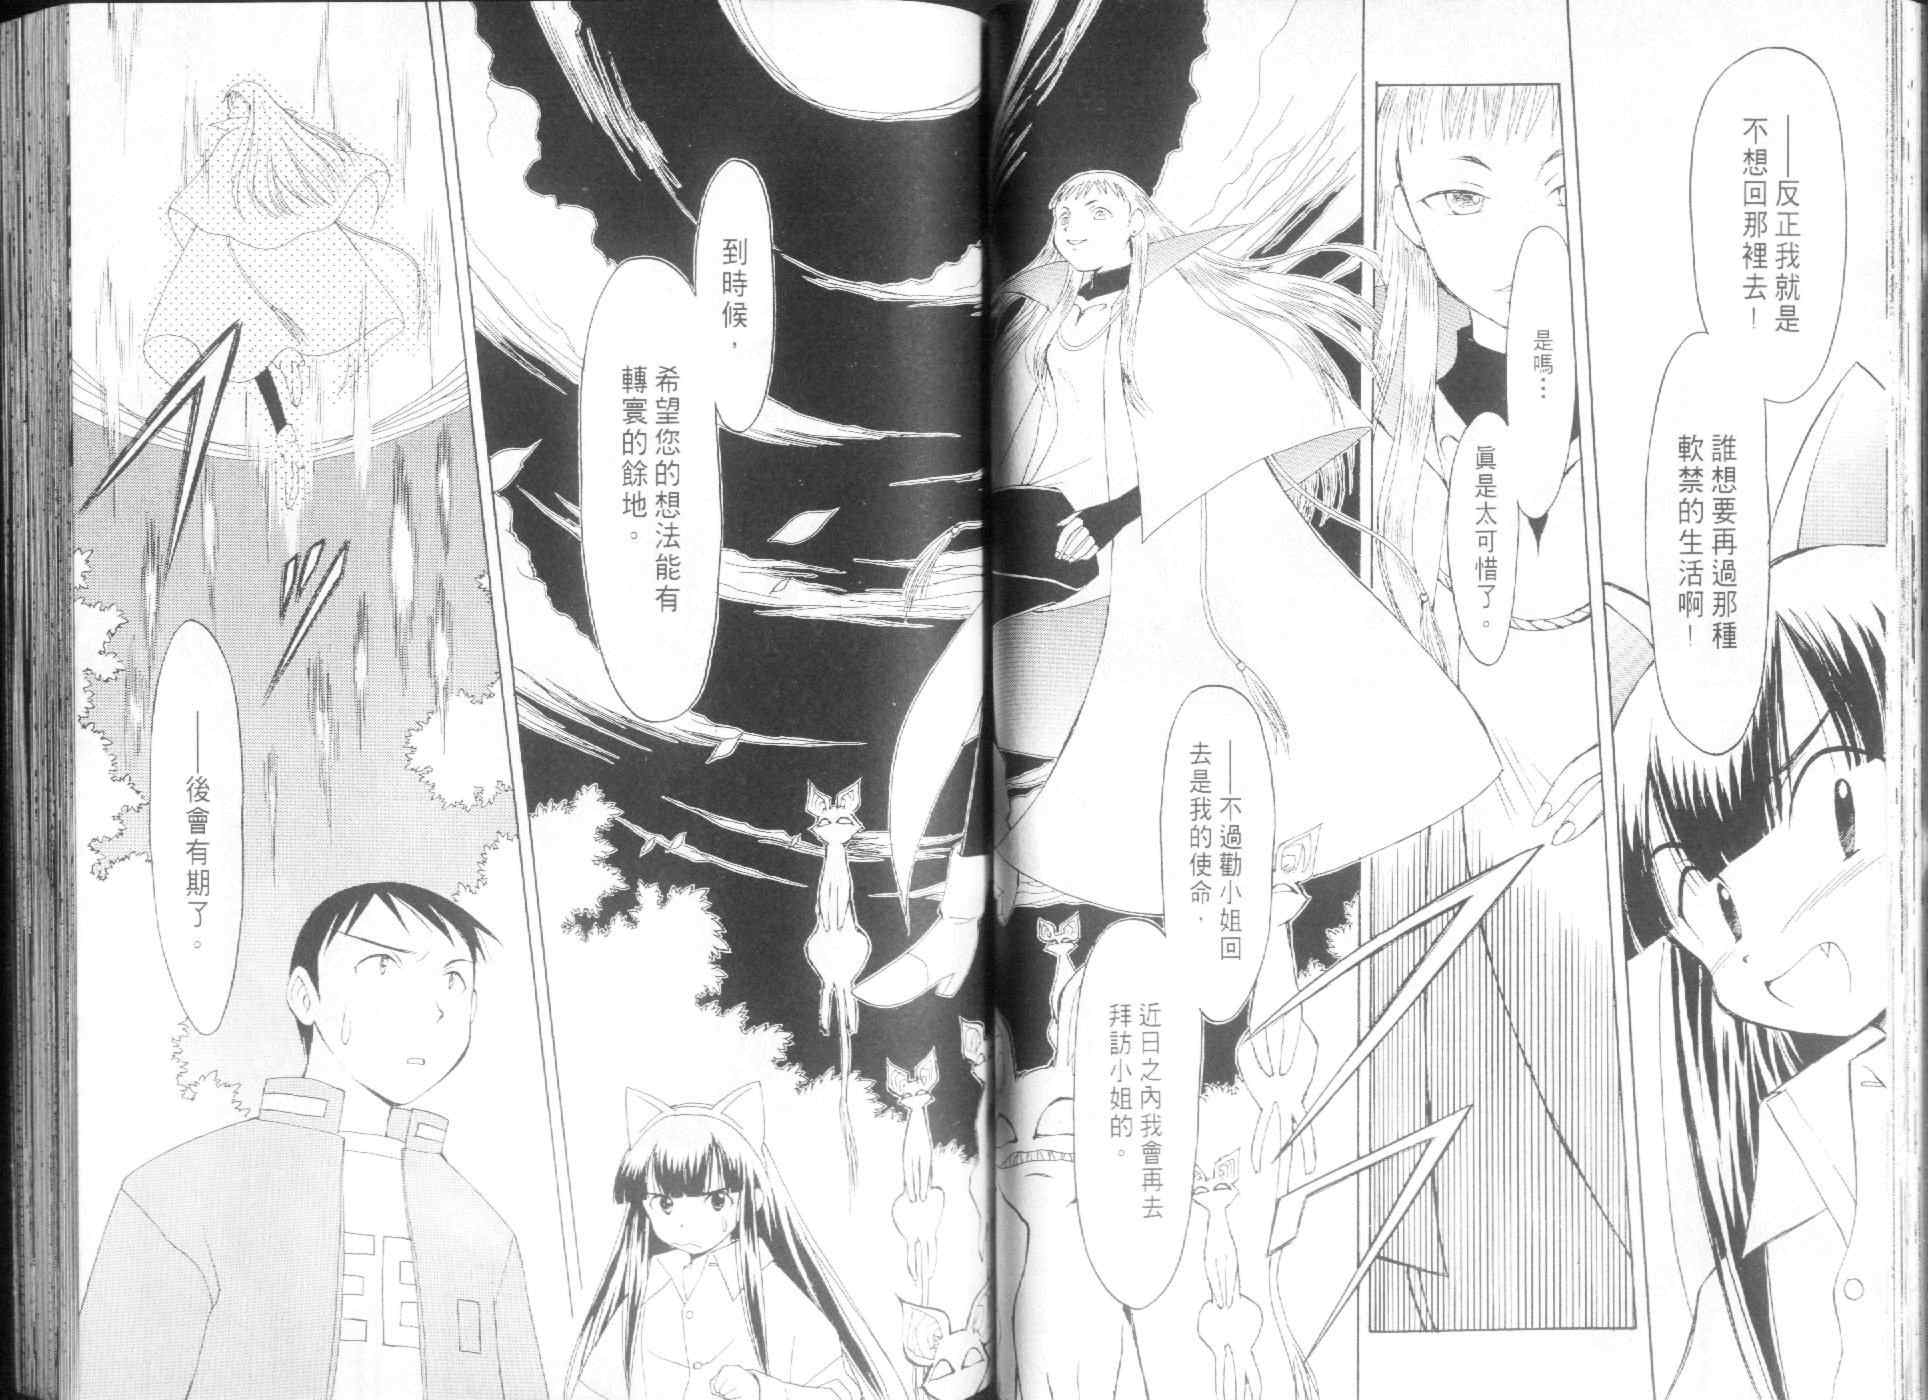 ——反正我就是
不想回那裡去！
誰想要再過那種
軟禁的生活啊！
是嗎…
真是太可惜了。
——不過勸小姐回
去是我的使命，
近日之內我會再去
拜訪小姐的。
到時候，
希望您的想法能有
轉寰的餘地。
——後會有期了。